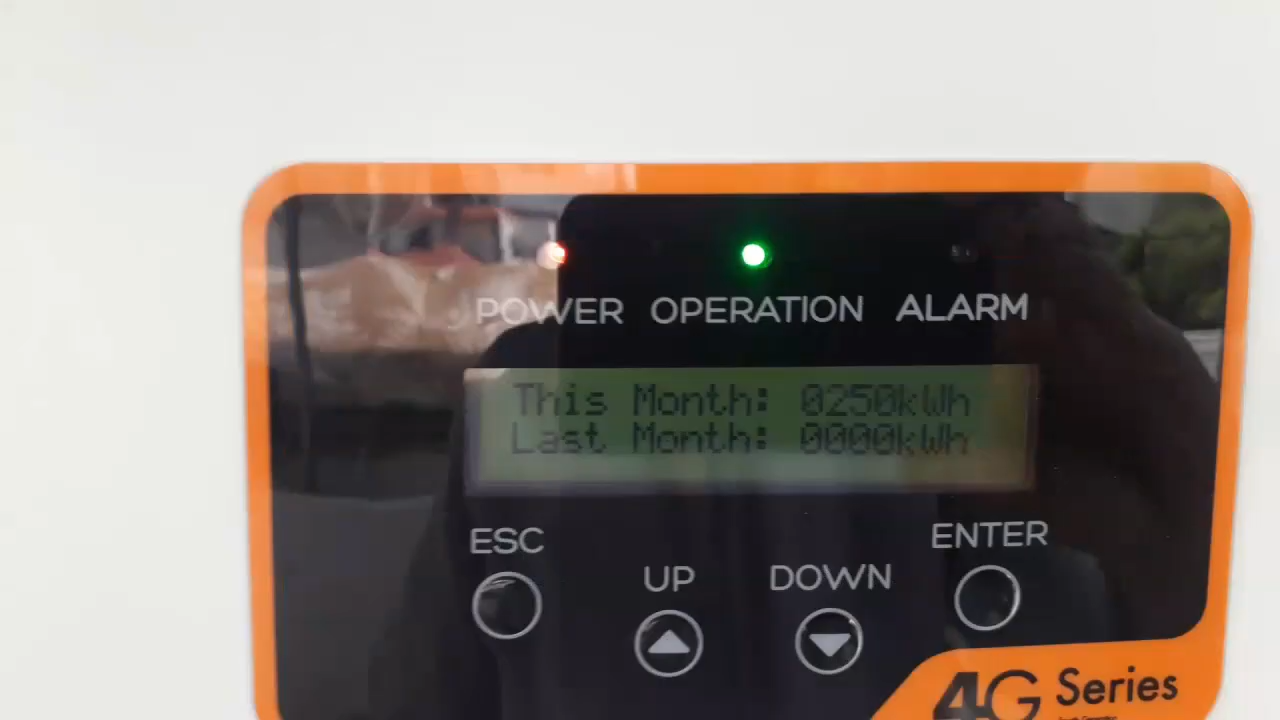 POWER OPERATION ALARM
This Month: 0250kWh
Last Month: 0000kWh
ESC
ENTER
UP
DOWN
4G Series